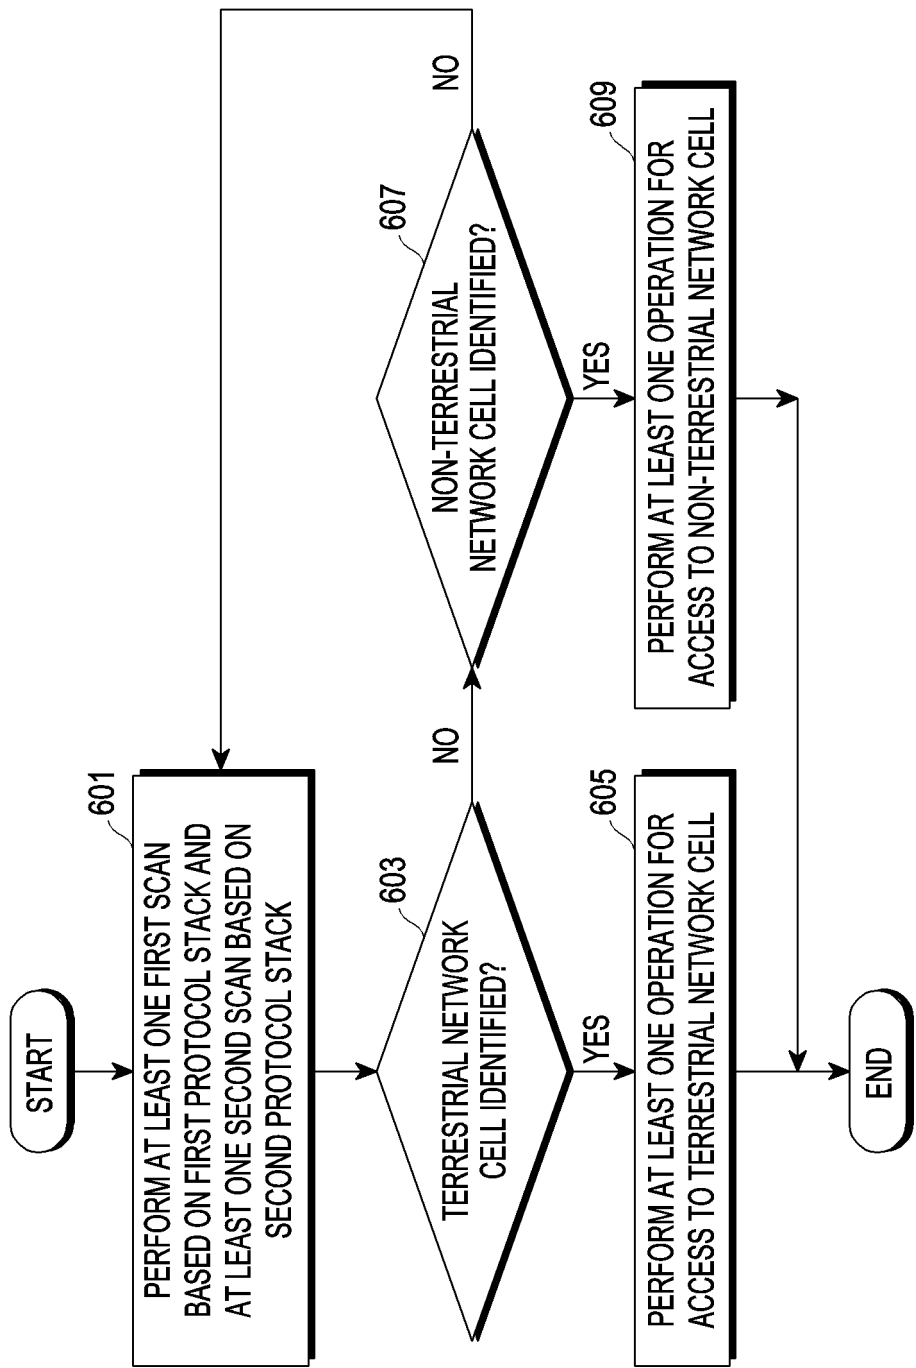 START
601
PERFORM AT LEAST ONE FIRST SCAN
BASED ON FIRST PROTOCOL STACK AND
AT LEAST ONE SECOND SCAN BASED ON
SECOND PROTOCOL STACK
603
TERRESTRIAL NETWORK
CELL IDENTIFIED?
NO
YES
607
NON-TERRESTRIAL
NETWORK CELL IDENTIFIED?
NO
YES
605
PERFORM AT LEAST ONE OPERATION FOR
ACCESS TO TERRESTRIAL NETWORK CELL
609
PERFORM AT LEAST ONE OPERATION FOR
ACCESS TO NON-TERRESTRIAL NETWORK CELL
END